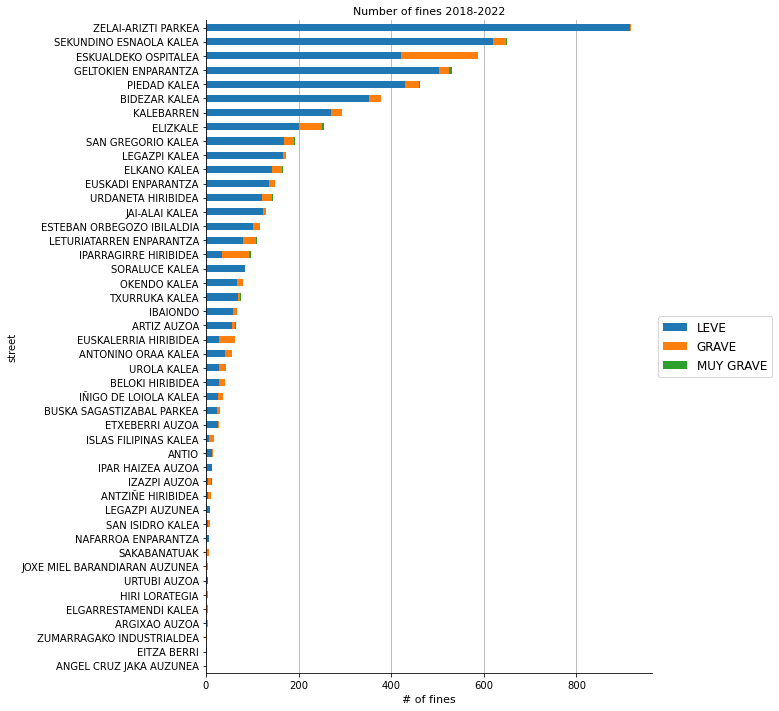 Number of fines 2018-2022
street
ZELAI-ARIZTI PARKEA
SEKUNDINO ESNAOLA KALEA
ESKUALDEKO OSPITALEA
GELTOKIEN ENPARANTZA
PIEDAD KALEA
BIDEZAR KALEA
KALEBARREN
ELIZKALE
SAN GREGORIO KALEA
LEGAZPI KALEA
ELKANO KALEA
EUSKADI ENPARANTZA
URDANETA HIRIBIDEA
JAI-ALAI KALEA
ESTEBAN ORBEGOZO IBILALDIA
LETURIATARREN ENPARANTZA
IPARRAGIRRE HIRIBIDEA
SORALUCE KALEA
OKENDO KALEA
TXURRUKA KALEA
IBAIONDO
ARTIZ AUZOA
EUSKALERRIA HIRIBIDEA
ANTONINO ORAA KALEA
UROLA KALEA
BELOKI HIRIBIDEA
IÑIGO DE LOIOLA KALEA
BUSKA SAGASTIZABAL PARKEA
ETXEBERRI AUZOA
ISLAS FILIPINAS KALEA
ANTIO
IPAR HAIZEA AUZOA
IZAZPI AUZOA
ANTZIÑE HIRIBIDEA
LEGAZPI AUZUNEA
SAN ISIDRO KALEA
NAFARROA ENPARANTZA
SAKABANATUAK
JOXE MIEL BARANDIARAN AUZUNEA
URTUBI AUZOA
HIRI LORATEGIA
ELGARRESTAMENDI KALEA
ARGIXAO AUZOA
ZUMARRAGAKO INDUSTRIALDEA
EITZA BERRI
ANGEL CRUZ JAKA AUZUNEA
0 200 400 600 800
# of fines
LEVE
GRAVE
MUY GRAVE